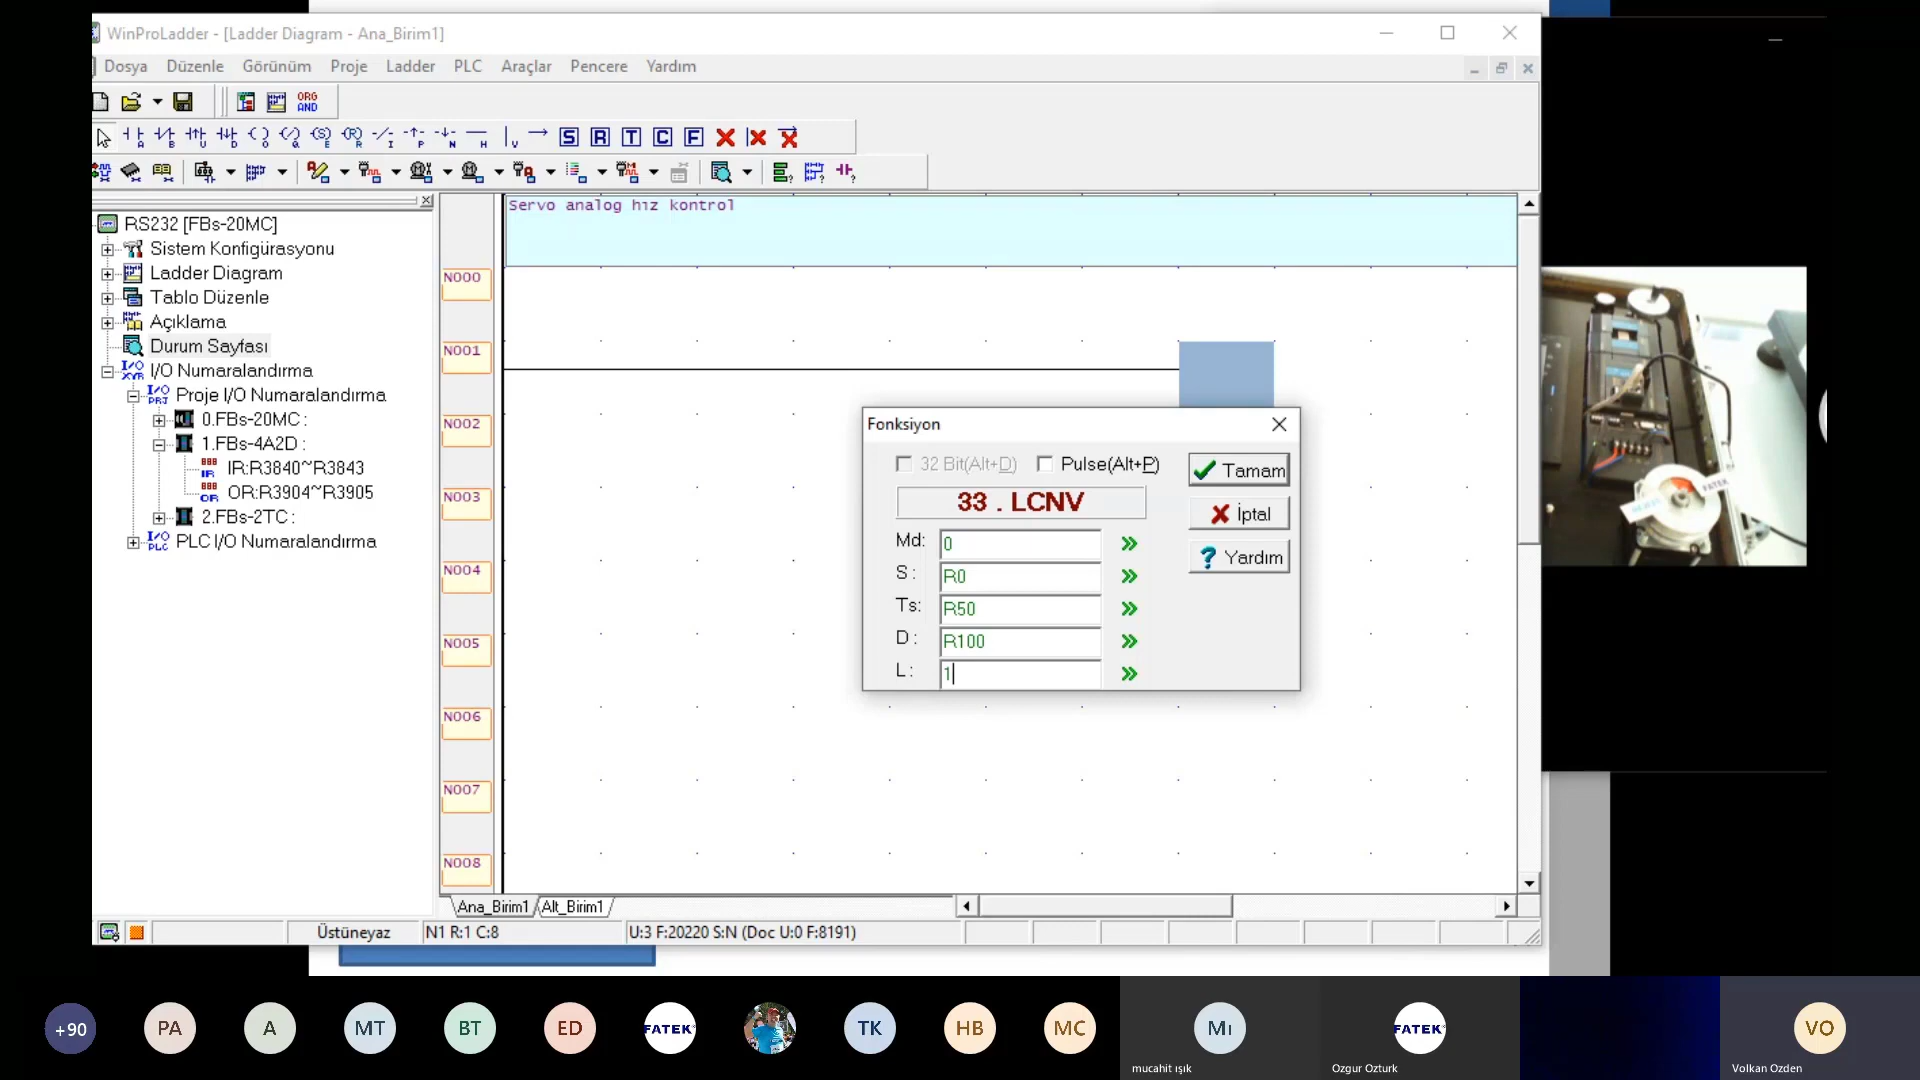 WinProLadder - [Ladder Diagram - Ana_Birim1]
Dosya Düzenle Görünüm Proje Ladder PLC Araçlar Pencere Yardım
ORG
AND
S R T C F
RS232 [FBs-20MC]
Sistem Konfigürasyonu
Ladder Diagram
Tablo Düzenle
Açıklama
Durum Sayfası
I/O Numaralandırma
Proje I/O Numaralandırma
0.FBs-20MC :
1.FBs-4A2D :
IR:R3840~R3843
OR:R3904~R3905
2.FBs-2TC :
PLC I/O Numaralandırma
Servo analog hız kontrol
N000
N001
N002
N003
N004
N005
N006
N007
N008
Fonksiyon
32 Bit(Alt+D) Pulse(Alt+P)
Tamam
33 . LCNV
İptal
Md: 0
Yardım
S : R0
Ts: R50
D : R100
L : 1
Ana_Birim1 Alt_Birim1
Üstüneyaz N1 R:1 C:8 U:3 F:20220 S:N (Doc U:0 F:8191)
FATEK
+90 PA A MT BT ED FATEK TK HB MC Mı FATEK VO
mucahit ışık Ozgur Ozturk Volkan Ozden